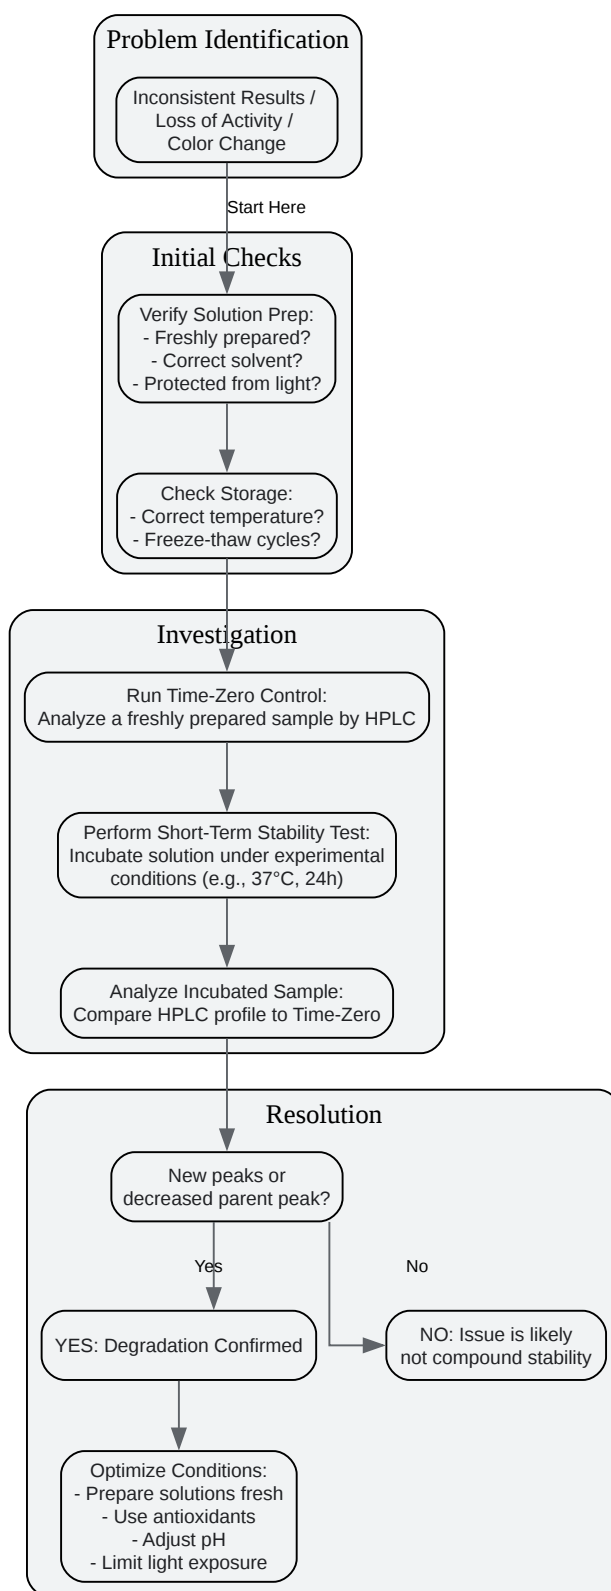 Problem Identification
Inconsistent Results /
Loss of Activity /
Color Change
Start Here
Initial Checks
Verify Solution Prep:
- Freshly prepared?
- Correct solvent?
- Protected from light?
Check Storage:
- Correct temperature?
- Freeze-thaw cycles?
Investigation
Run Time-Zero Control:
Analyze a freshly prepared sample by HPLC
Perform Short-Term Stability Test:
Incubate solution under experimental
conditions (e.g., 37°C, 24h)
Analyze Incubated Sample:
Compare HPLC profile to Time-Zero
Resolution
New peaks or
decreased parent peak?
Yes
No
YES: Degradation Confirmed
NO: Issue is likely
not compound stability
Optimize Conditions:
- Prepare solutions fresh
- Use antioxidants
- Adjust pH
- Limit light exposure